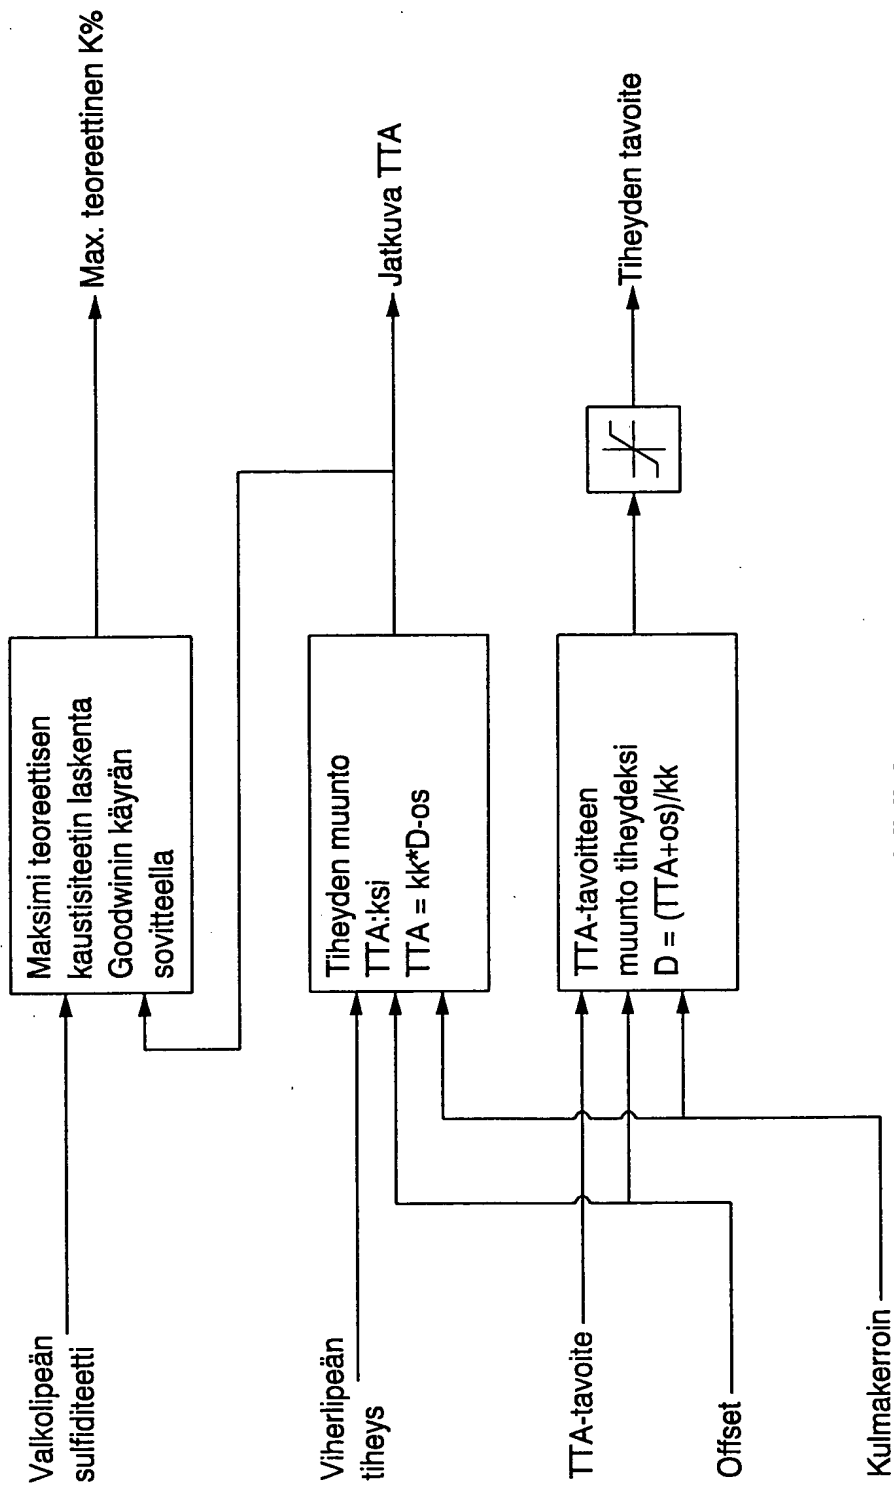 Valkolipeän
sulfiditeetti
Maksimi teoreettisen
kaustisiteetin laskenta
Goodwinin käyrän
sovitteella
Max. teoreettinen K%
Viherlipeän
tiheys
Tiheyden muunto
TTA:ksi
TTA = kk*D-os
Jatkuva TTA
TTA-tavoite
TTA-tavoitteen
muunto tiheydeksi
D = (TTA+os)/kk
Tiheyden tavoite
Offset
Kulmakerroin